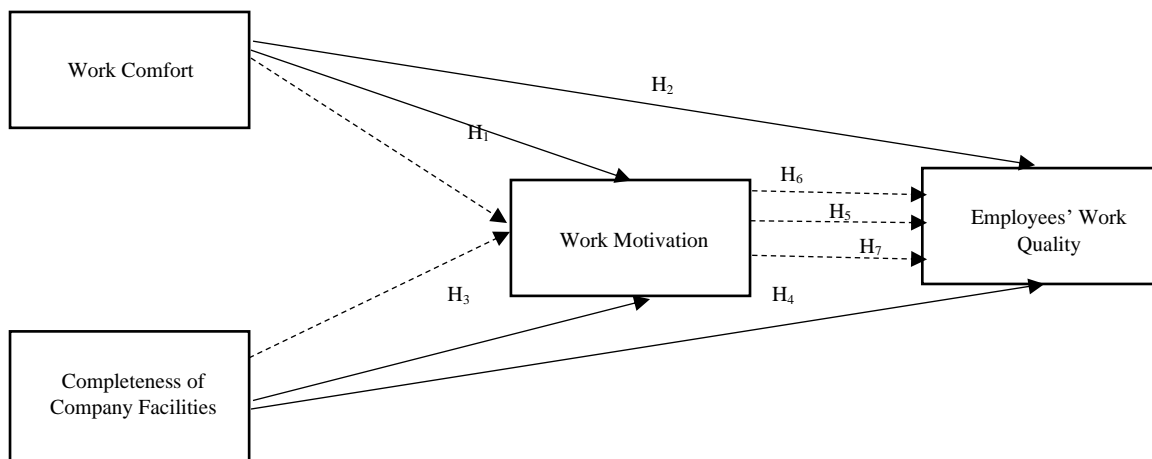 Work Comfort
H₂
H₁
H₆
H₅
Work Motivation
Employees’ Work
Quality
H₇
H₃
H₄
Completeness of
Company Facilities